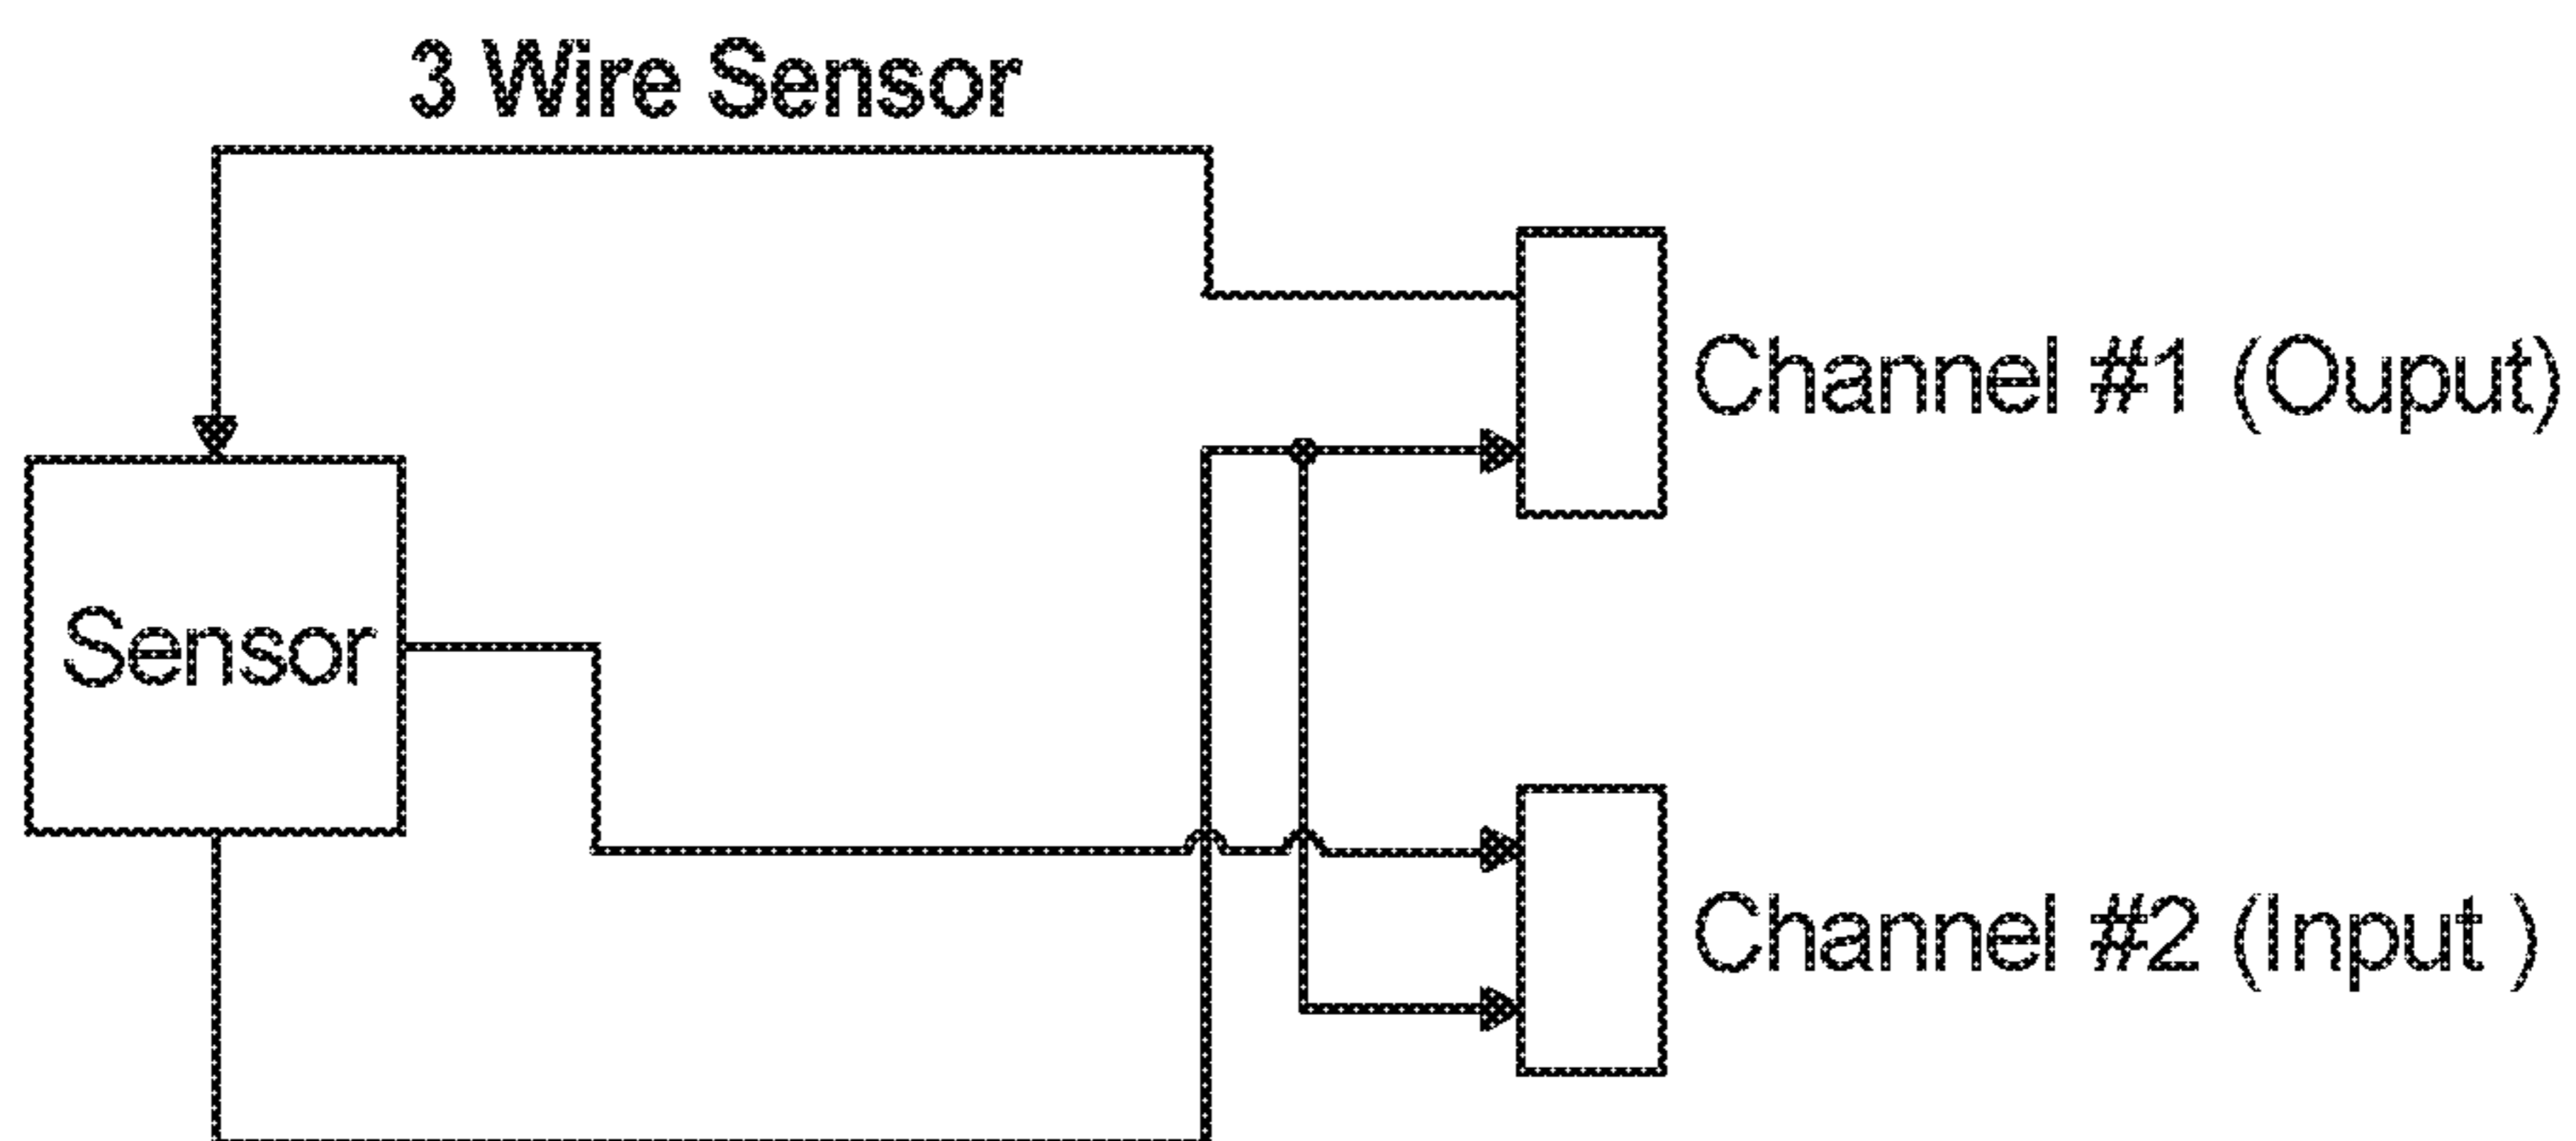 3 Wire Sensor
Channel #1 (Ouput)
Sensor
Channel #2 (Input )